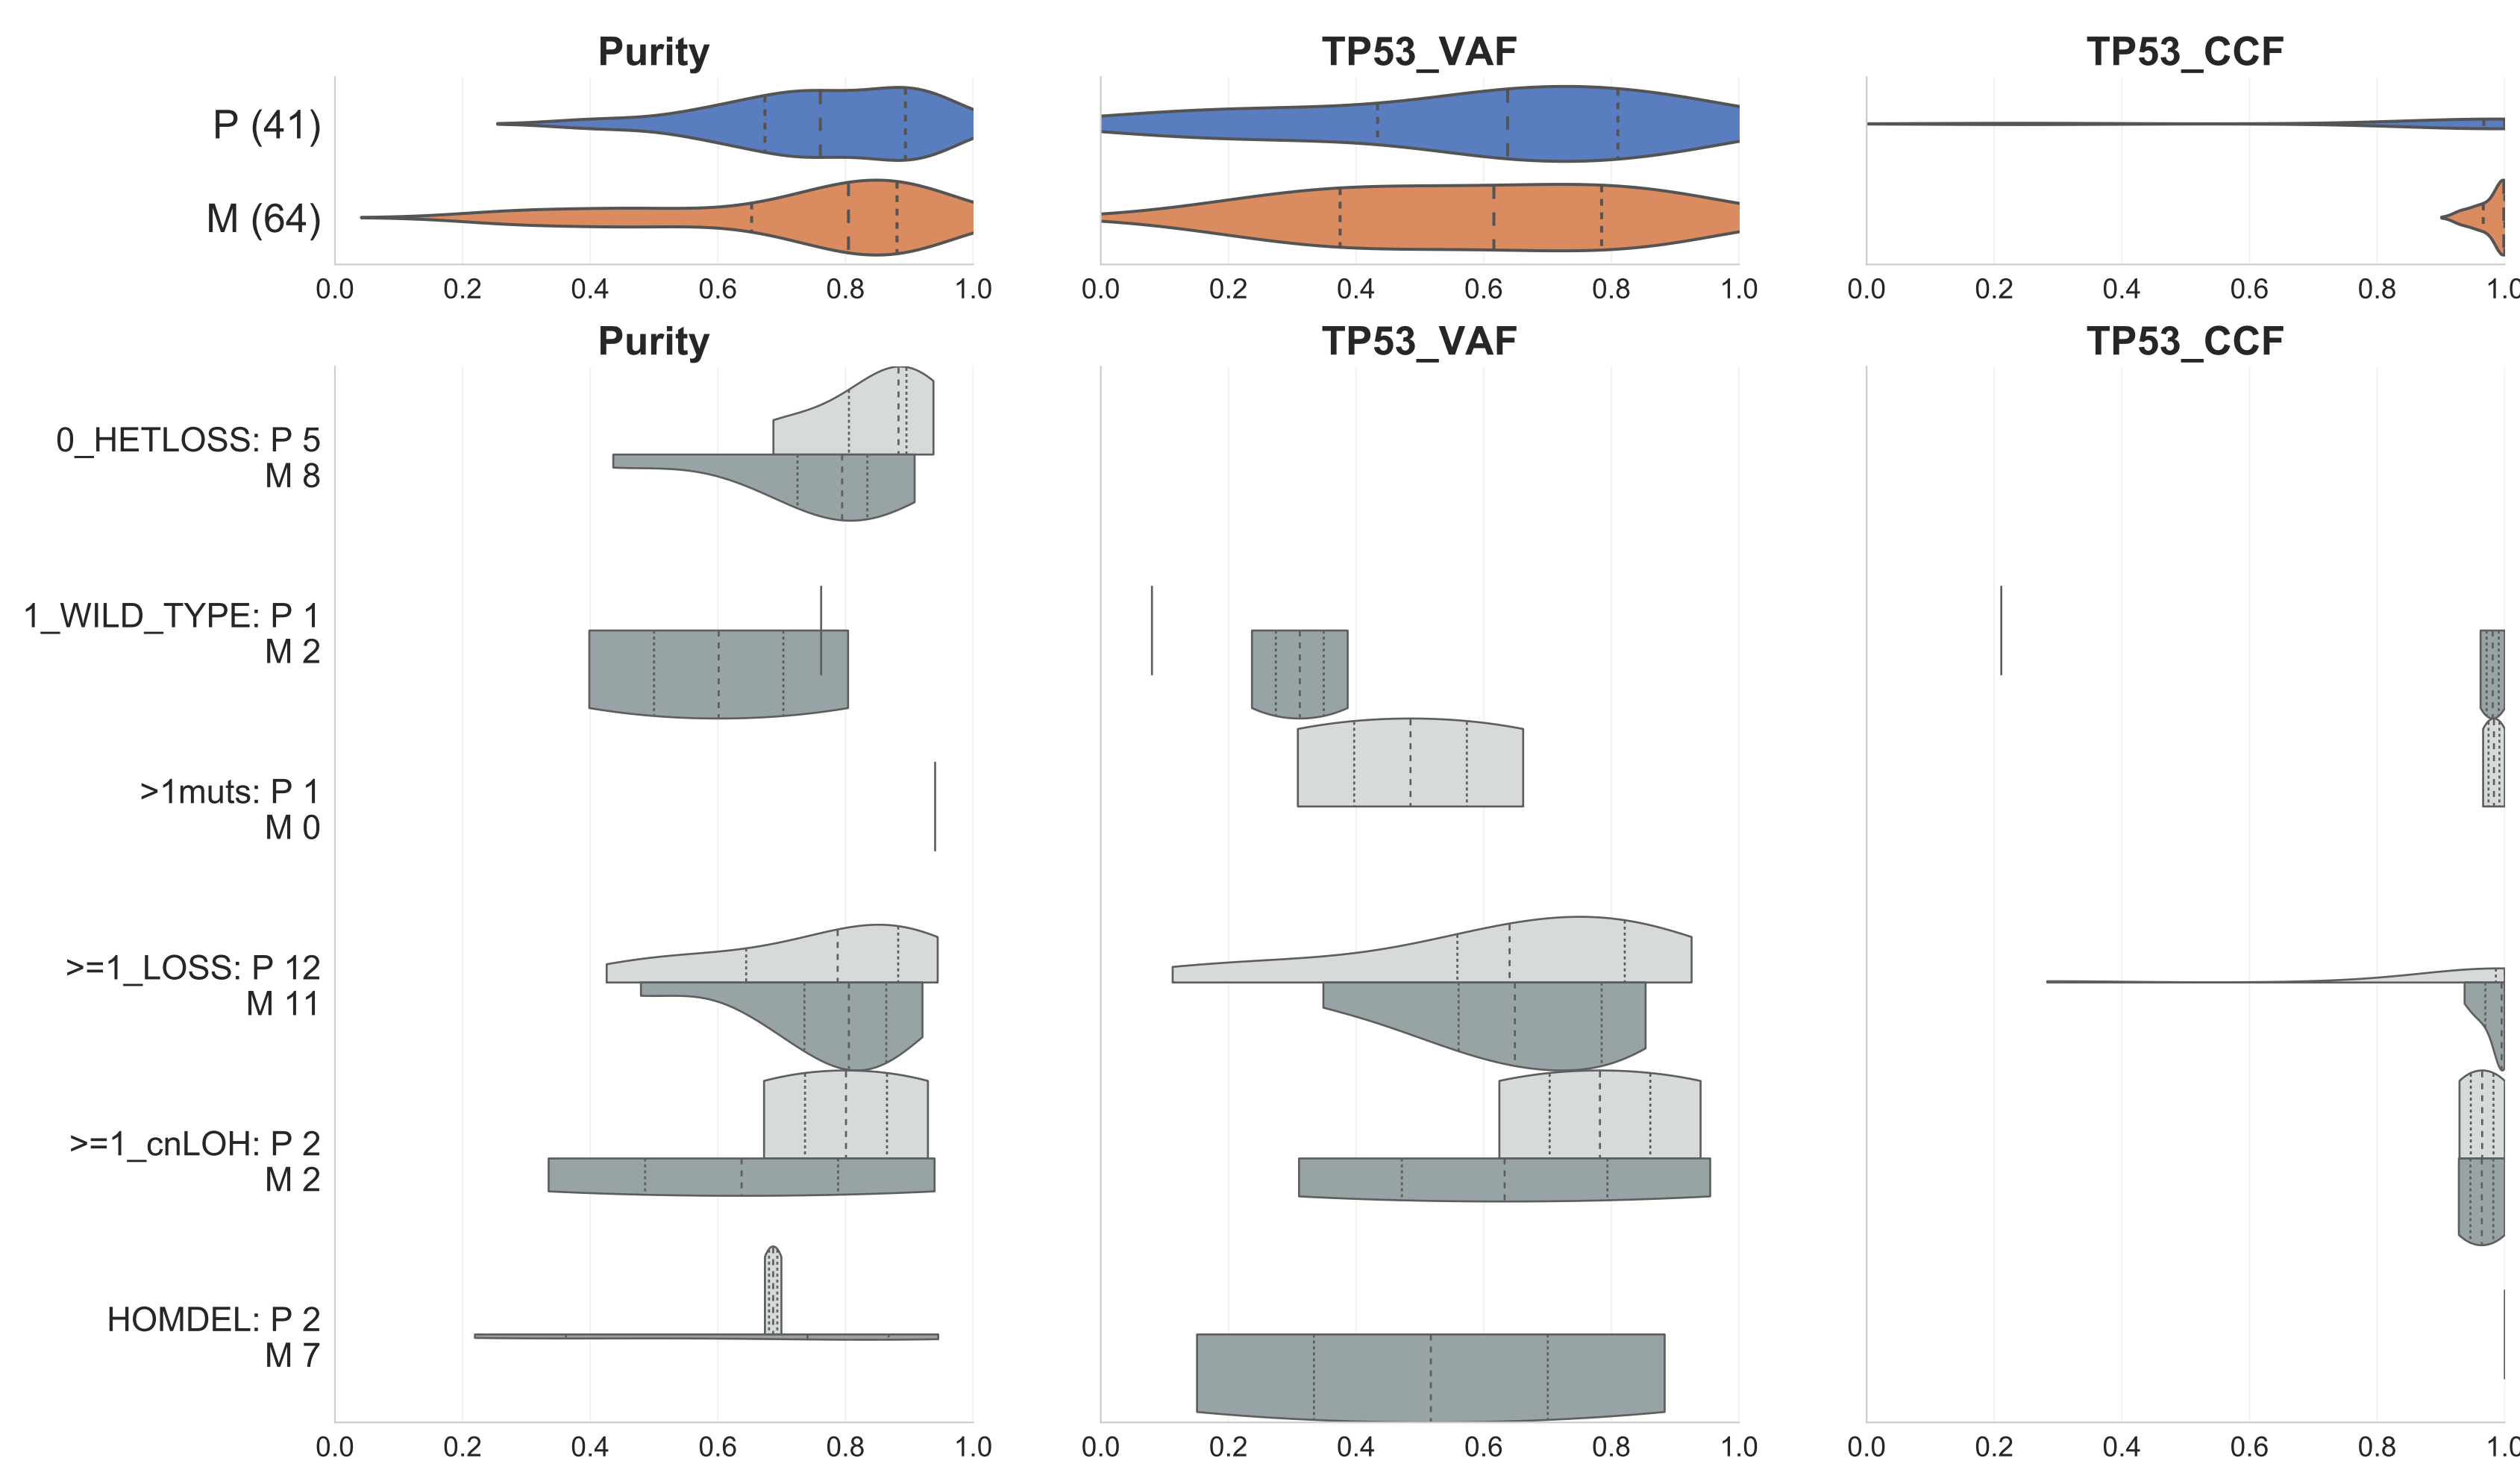 Purity TP53_VAF TP53_CCF
P (41)
M (64)
0.0 0.2 0.4 0.6 0.8 1.0 0.0 0.2 0.4 0.6 0.8 1.0 0.0 0.2 0.4 0.6 0.8 1.0
Purity TP53_VAF TP53_CCF
0_HETLOSS: P 5
M 8
1_WILD_TYPE: P 1
M 2
>1muts: P 1
M 0
>=1_LOSS: P 12
M 11
>=1_cnLOH: P 2
M 2
HOMDEL: P 2
M 7
0.0 0.2 0.4 0.6 0.8 1.0 0.0 0.2 0.4 0.6 0.8 1.0 0.0 0.2 0.4 0.6 0.8 1.0